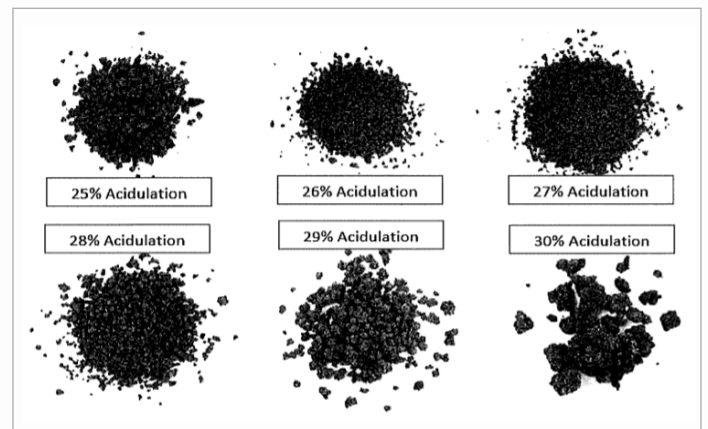 25% Acidulation
26% Acidulation
27% Acidulation
28% Acidulation
29% Acidulation
30% Acidulation